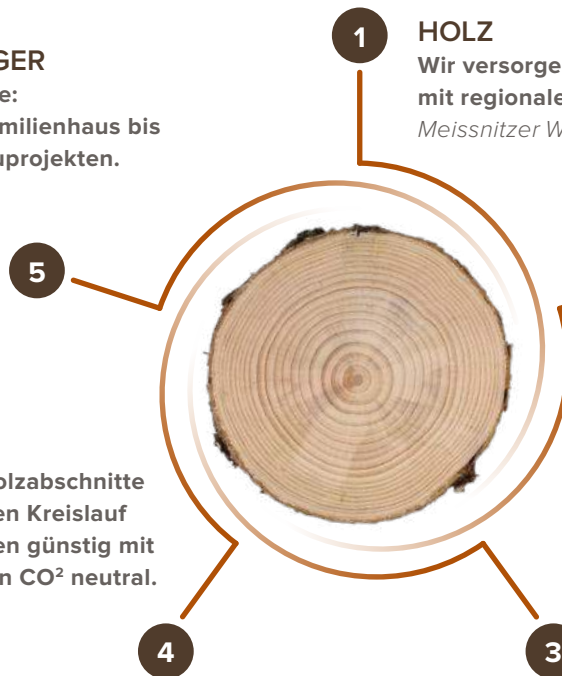 1
HOLZ
Wir versorge
mit regionale
Meissnitzer W
GER
e:
milienhaus bis
uprojekten.
5
olzabschnitte
en Kreislauf
en günstig mit
n CO² neutral.
4
3